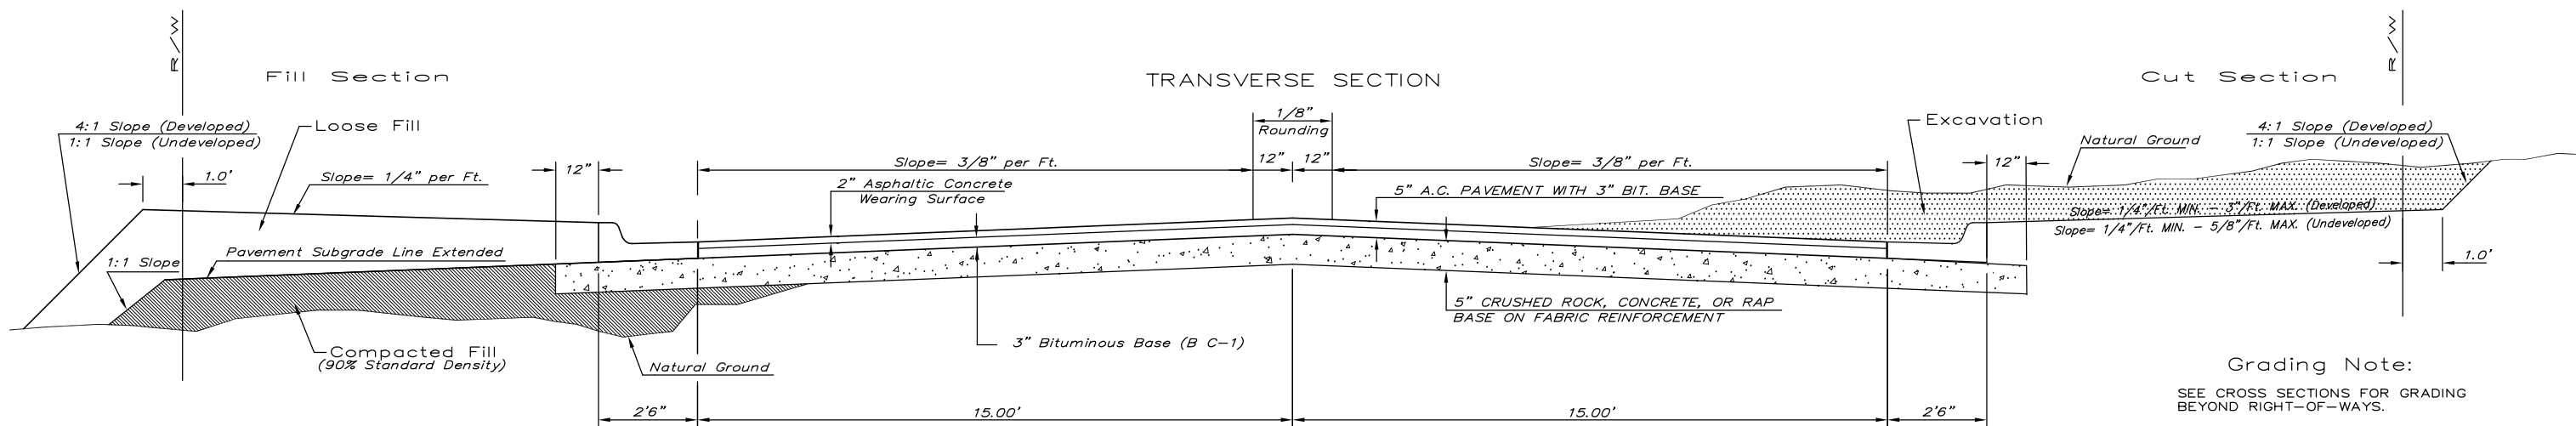 R/W
R/W
Fill Section
TRANSVERSE SECTION
Cut Section
1/8"
Rounding
4:1 Slope (Developed)
1:1 Slope (Undeveloped)
Loose Fill
Excavation
Natural Ground
4:1 Slope (Developed)
1:1 Slope (Undeveloped)
12"
Slope= 3/8" per Ft.
12"
12"
Slope= 3/8" per Ft.
12"
1.0'
Slope= 1/4" per Ft.
2" Asphaltic Concrete
Wearing Surface
5" A.C. PAVEMENT WITH 3" BIT. BASE
Slope= 1/4"/Ft. MIN. - 3"/Ft. MAX. (Developed)
Slope= 1/4"/Ft. MIN. - 5/8"/Ft. MAX. (Undeveloped)
Pavement Subgrade Line Extended
1:1 Slope
1.0'
5" CRUSHED ROCK, CONCRETE, OR RAP
BASE ON FABRIC REINFORCEMENT
3" Bituminous Base (B C-1)
Compacted Fill
(90% Standard Density)
Natural Ground
Grading Note:
SEE CROSS SECTIONS FOR GRADING
BEYOND RIGHT-OF-WAYS.
2'6"
15.00'
15.00'
2'6"